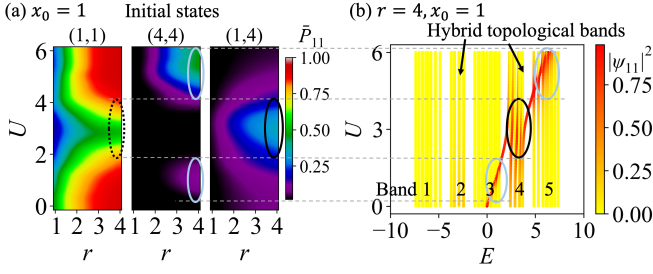 (a) x₀ = 1 Initial states
(1,1) (4,4) (1,4) P̄₁₁
6 4 2 0
U
1 2 3 4 1 2 3 4 1 2 3 4
r r r
1.00
0.75
0.50
0.25
(b) r = 4, x₀ = 1
Hybrid topological bands
|ψ₁₁|²
6 4 2 0
U
Band 1 2 3 4 5
−10 −5 0 5 10
E
0.75
0.50
0.25
0.00